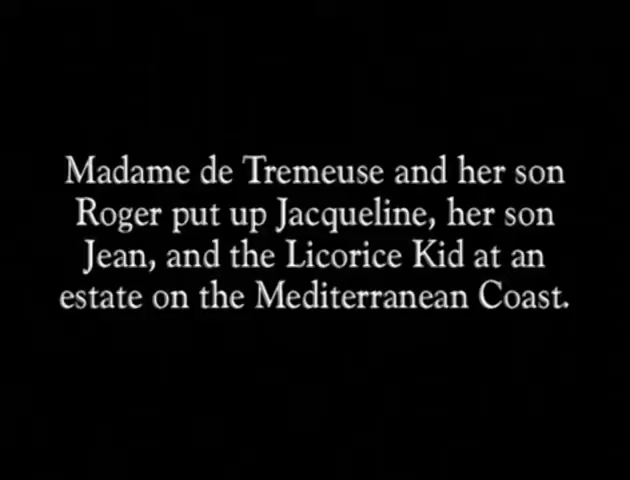 Madame de Tremeuse and her son
Roger put up Jacqueline, her son
Jean, and the Licorice Kid at an
estate on the Mediterranean Coast.